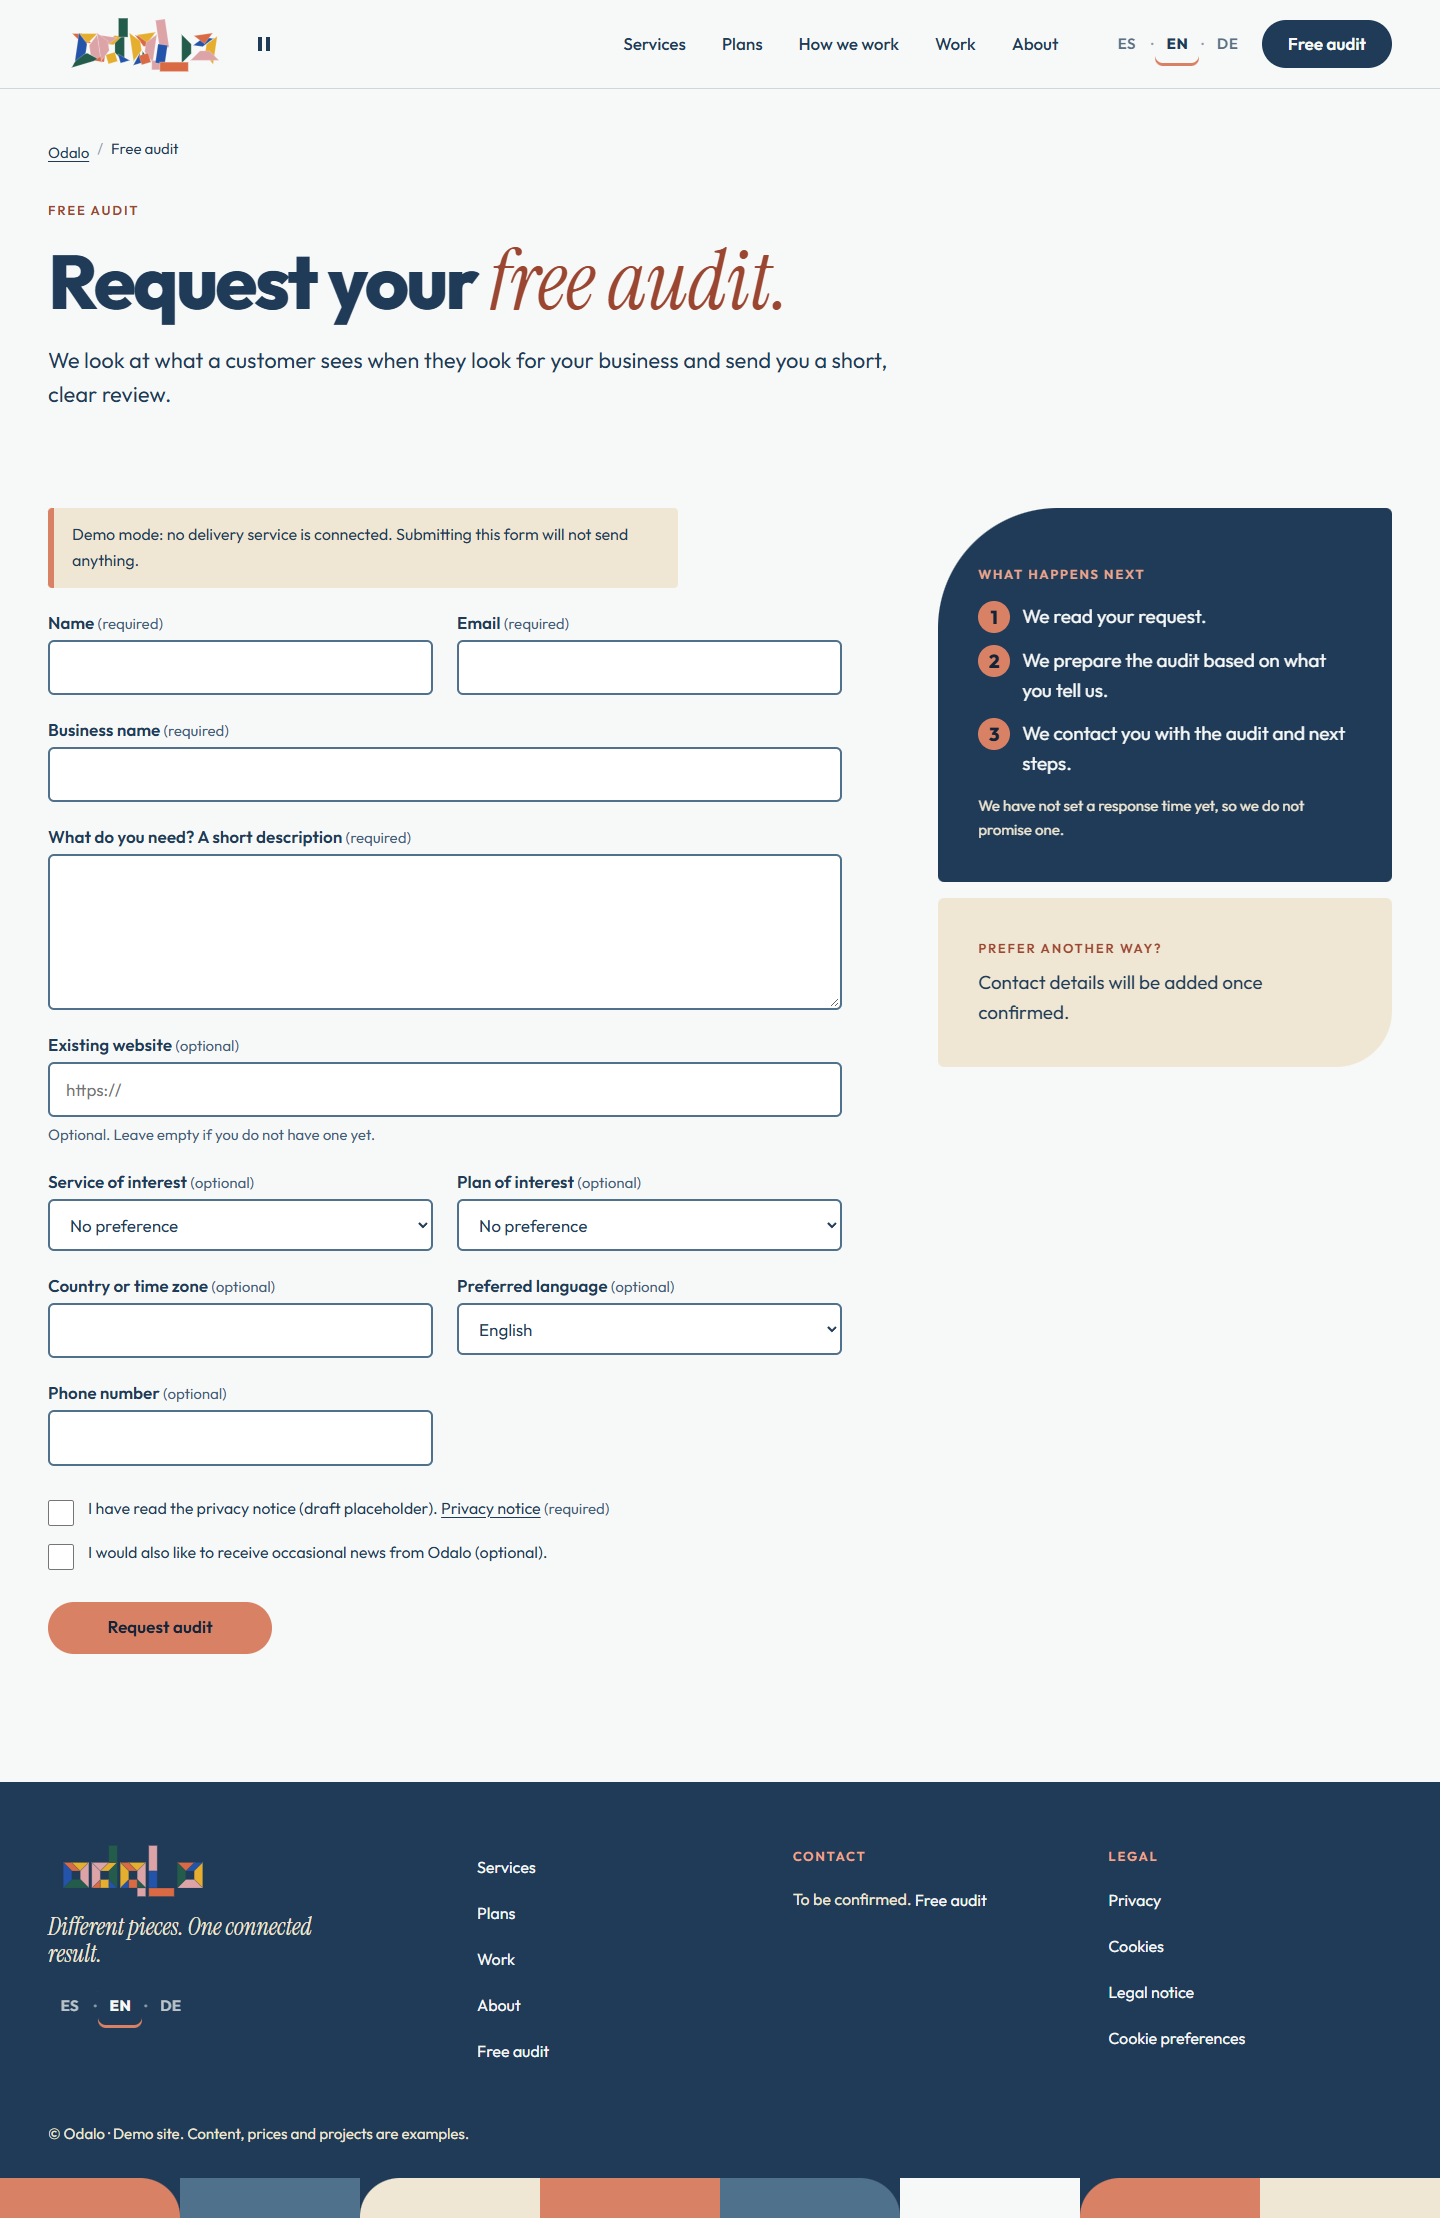 odalo
Services Plans How we work Work About ES · EN · DE Free audit
Odalo / Free audit
FREE AUDIT
Request your free audit.
We look at what a customer sees when they look for your business and send you a short,
clear review.
Demo mode: no delivery service is connected. Submitting this form will not send
anything.
Name (required) Email (required)
Business name (required)
What do you need? A short description (required)
Existing website (optional)
https://
Optional. Leave empty if you do not have one yet.
Service of interest (optional) Plan of interest (optional)
No preference No preference
Country or time zone (optional) Preferred language (optional)
English
Phone number (optional)
I have read the privacy notice (draft placeholder). Privacy notice (required)
I would also like to receive occasional news from Odalo (optional).
Request audit
WHAT HAPPENS NEXT
1 We read your request.
2 We prepare the audit based on what
you tell us.
3 We contact you with the audit and next
steps.
We have not set a response time yet, so we do not
promise one.
PREFER ANOTHER WAY?
Contact details will be added once
confirmed.
odalo
Different pieces. One connected
result.
ES · EN · DE
Services
Plans
Work
About
Free audit
CONTACT
To be confirmed. Free audit
LEGAL
Privacy
Cookies
Legal notice
Cookie preferences
© Odalo · Demo site. Content, prices and projects are examples.